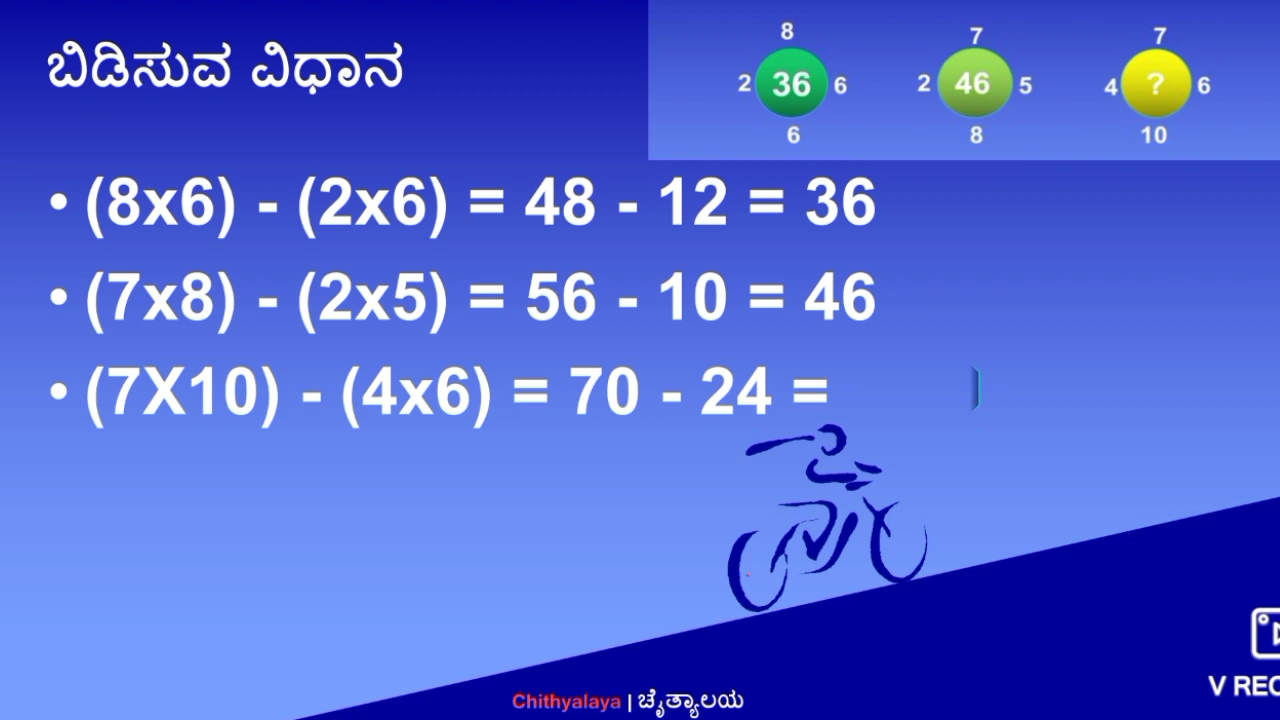 ಬಿಡಿಸುವ ವಿಧಾನ
8 7 7
2 36 6 2 46 5 4 ? 6
6 8 10
• (8x6) - (2x6) = 48 - 12 = 36
• (7x8) - (2x5) = 56 - 10 = 46
• (7X10) - (4x6) = 70 - 24 =
Chithyalaya | ಚೈತ್ಯಾಲಯ